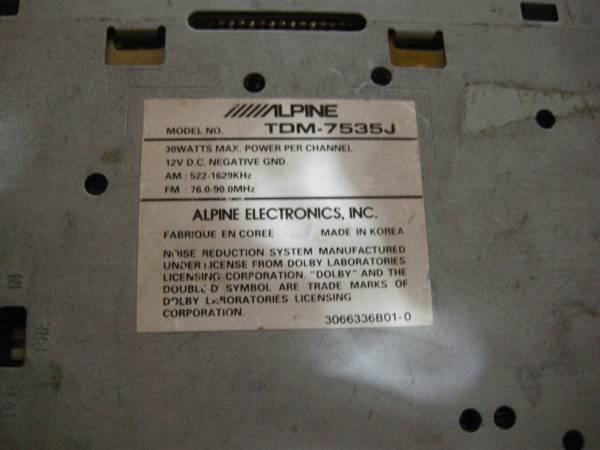 ALPINE
MODEL NO. TDM-7535J
30WATTS MAX. POWER PER CHANNEL
12V D.C. NEGATIVE GND.
AM : 522-1629KHz
FM : 76.0-90.0MHz
ALPINE ELECTRONICS, INC.
FABRIQUE EN COREE MADE IN KOREA
NOISE REDUCTION SYSTEM MANUFACTURED
UNDER LICENSE FROM DOLBY LABORATORIES
LICENSING CORPORATION. "DOLBY" AND THE
DOUBLE-D SYMBOL ARE TRADE MARKS OF
DOLBY LABORATORIES LICENSING
CORPORATION.
3066336B01-0